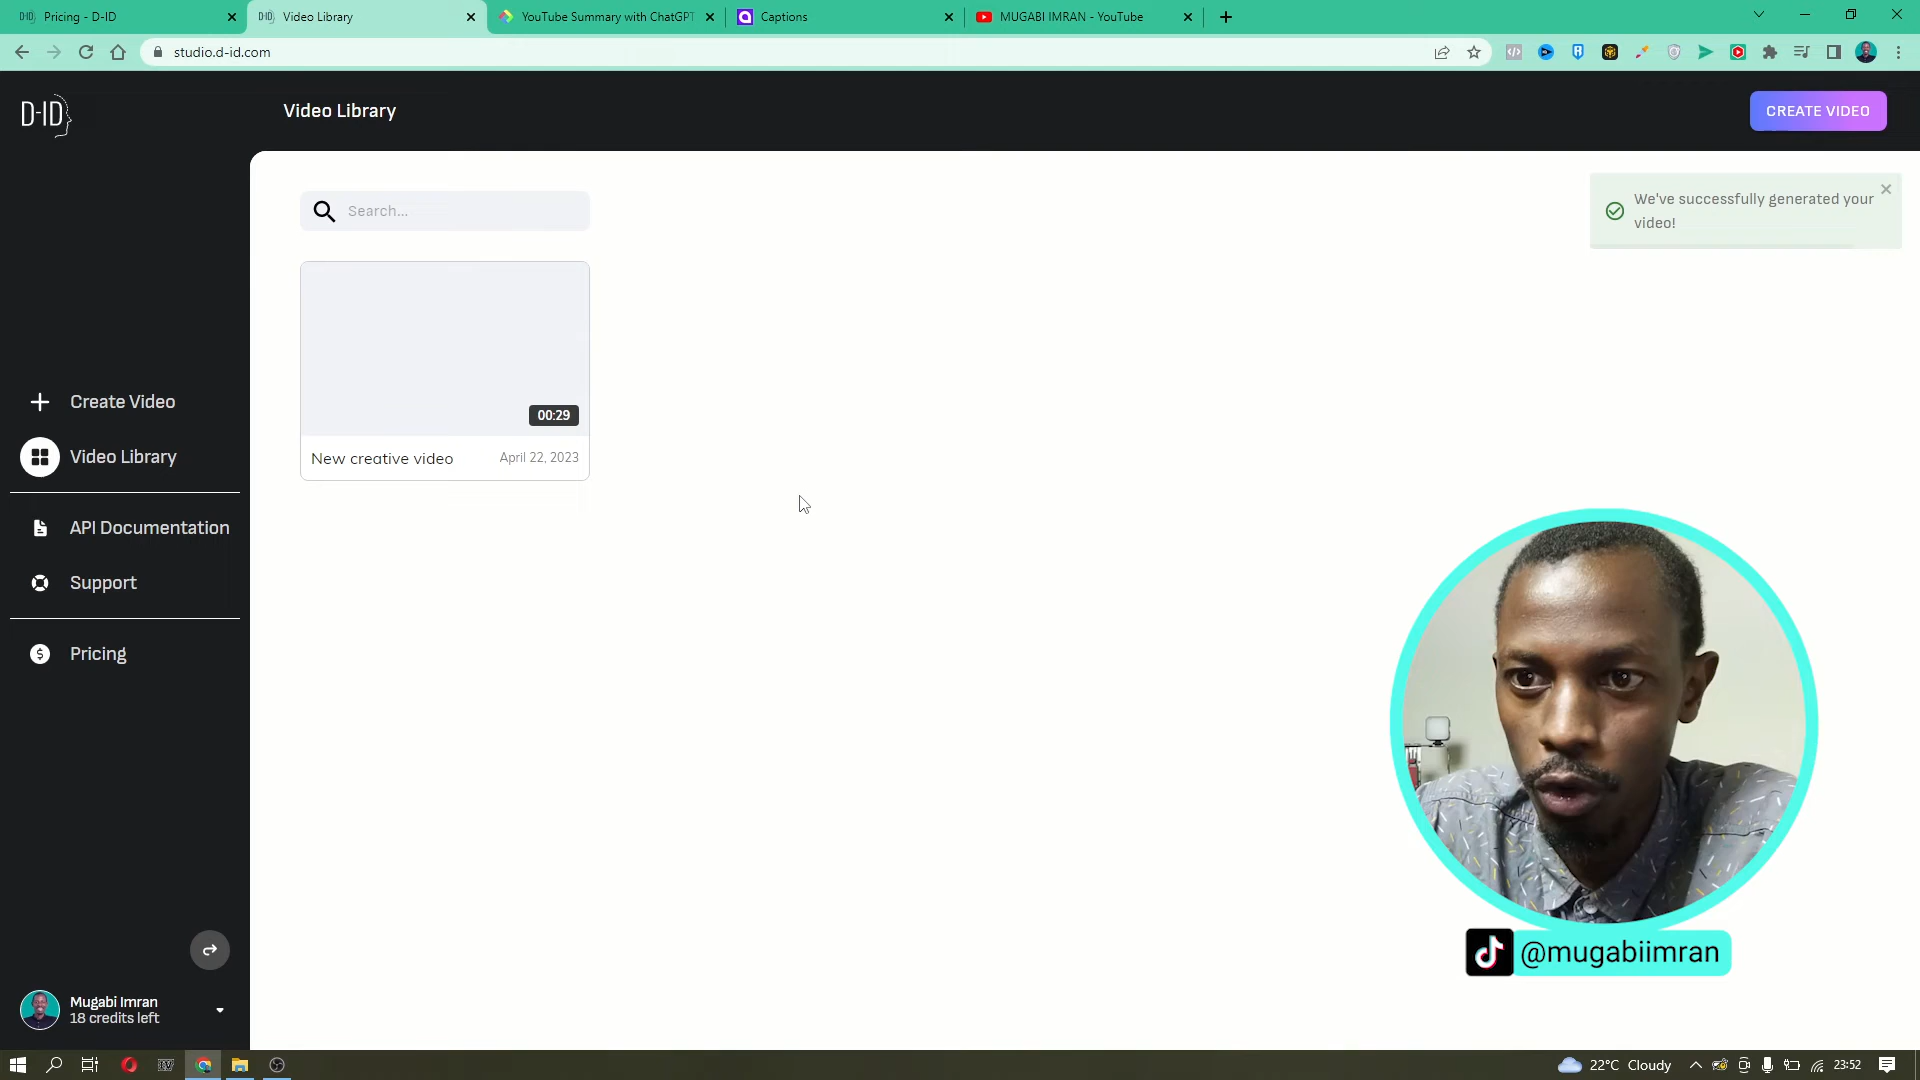 Pricing - D-ID
Video Library
YouTube Summary with ChatGPT
Captions
MUGABI IMRAN - YouTube
studio.d-id.com
D-ID
Video Library
CREATE VIDEO
Search...
We've successfully generated your
video!
00:29
New creative video
April 22, 2023
Create Video
Video Library
API Documentation
Support
Pricing
Mugabi Imran
18 credits left
@mugabiimran
22°C Cloudy
23:52